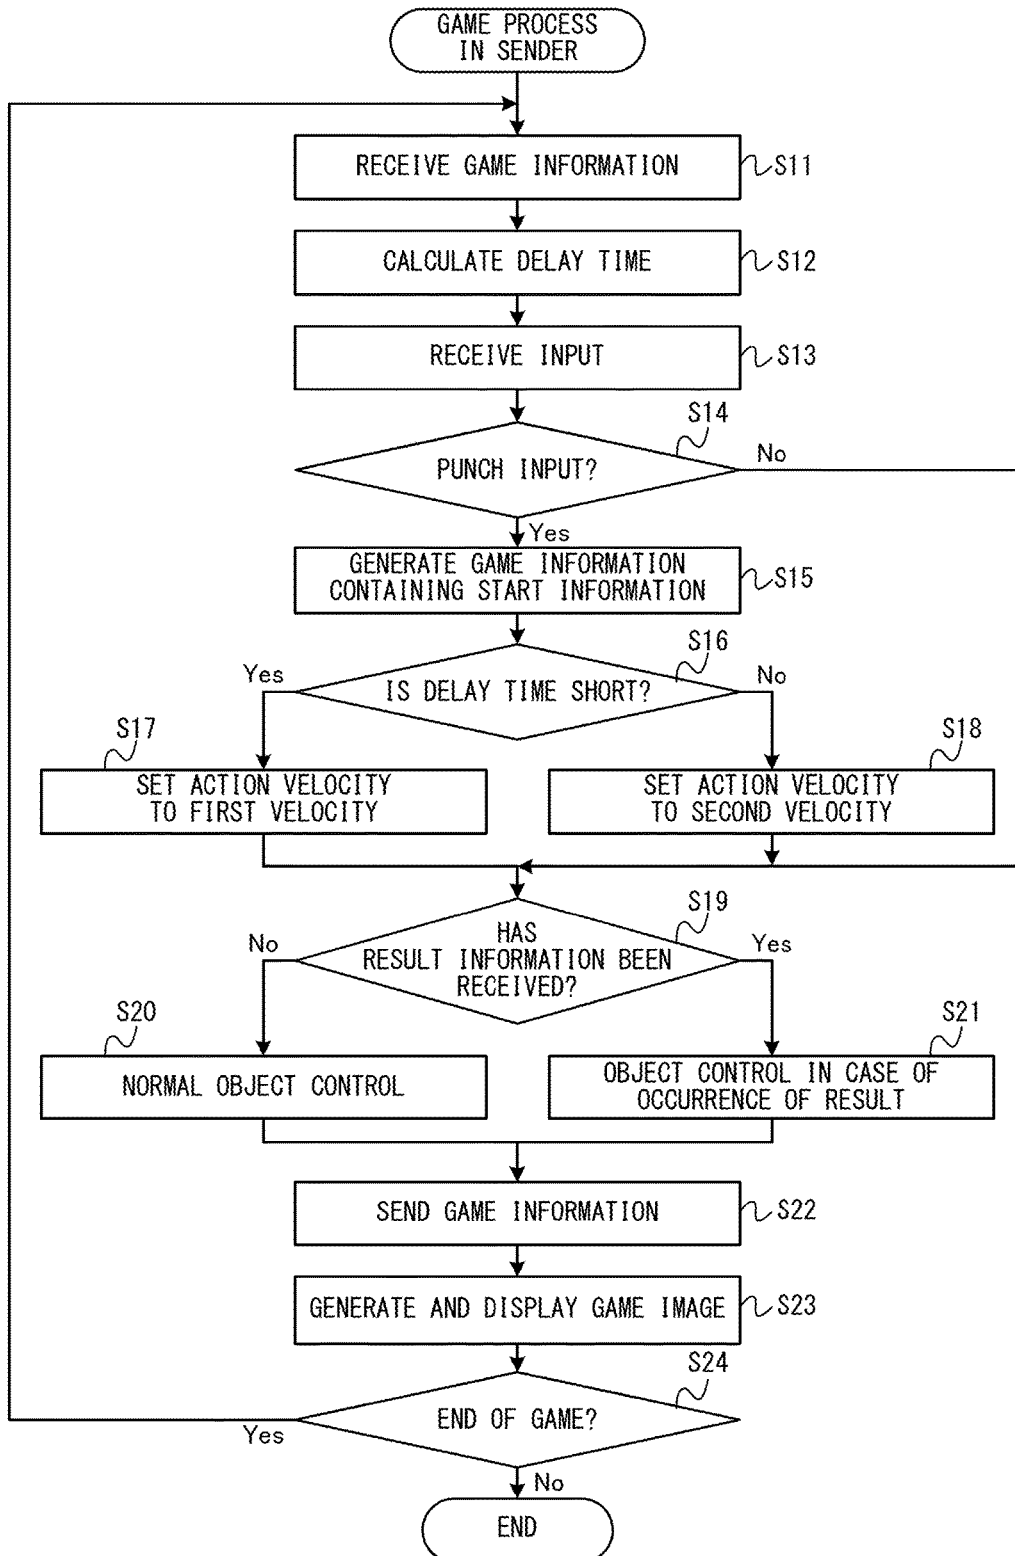 GAME PROCESS
IN SENDER
RECEIVE GAME INFORMATION
S11
CALCULATE DELAY TIME
S12
RECEIVE INPUT
S13
S14
PUNCH INPUT?
No
Yes
GENERATE GAME INFORMATION
CONTAINING START INFORMATION
S15
S16
Yes
IS DELAY TIME SHORT?
No
S17
SET ACTION VELOCITY
TO FIRST VELOCITY
S18
SET ACTION VELOCITY
TO SECOND VELOCITY
S19
No
HAS
RESULT INFORMATION BEEN
RECEIVED?
Yes
S20
NORMAL OBJECT CONTROL
S21
OBJECT CONTROL IN CASE OF
OCCURRENCE OF RESULT
SEND GAME INFORMATION
S22
GENERATE AND DISPLAY GAME IMAGE
S23
S24
END OF GAME?
Yes
No
END